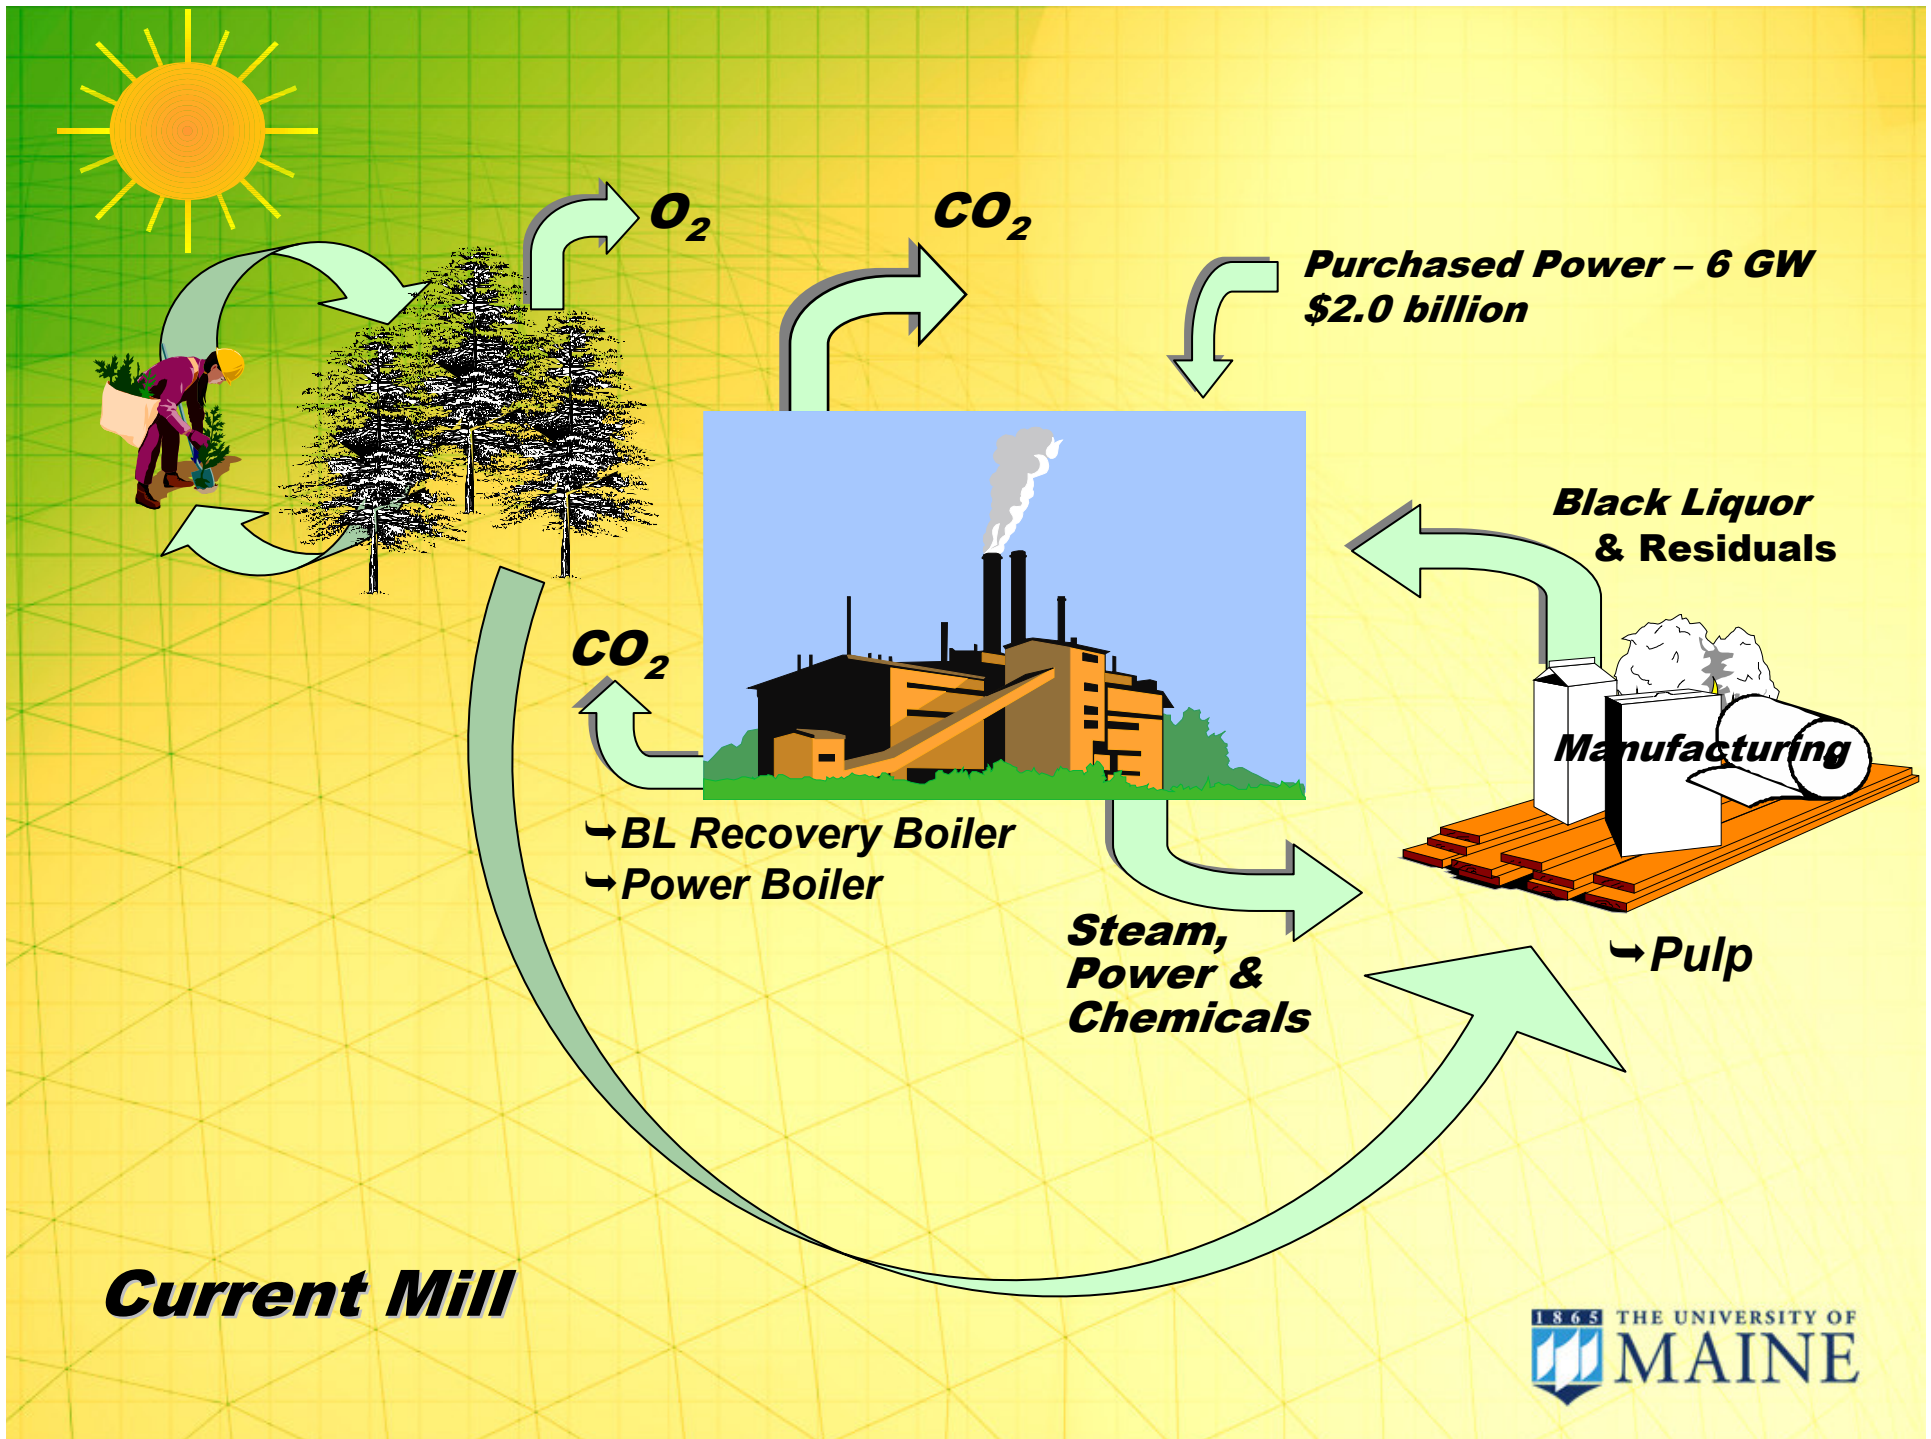 O2
CO2
Purchased Power – 6 GW
$2.0 billion
Black Liquor
& Residuals
CO2
Manufacturing
➥BL Recovery Boiler
➥Power Boiler
Steam,
Power &
Chemicals
➥Pulp
Current Mill
1865 THE UNIVERSITY OF
MAINE